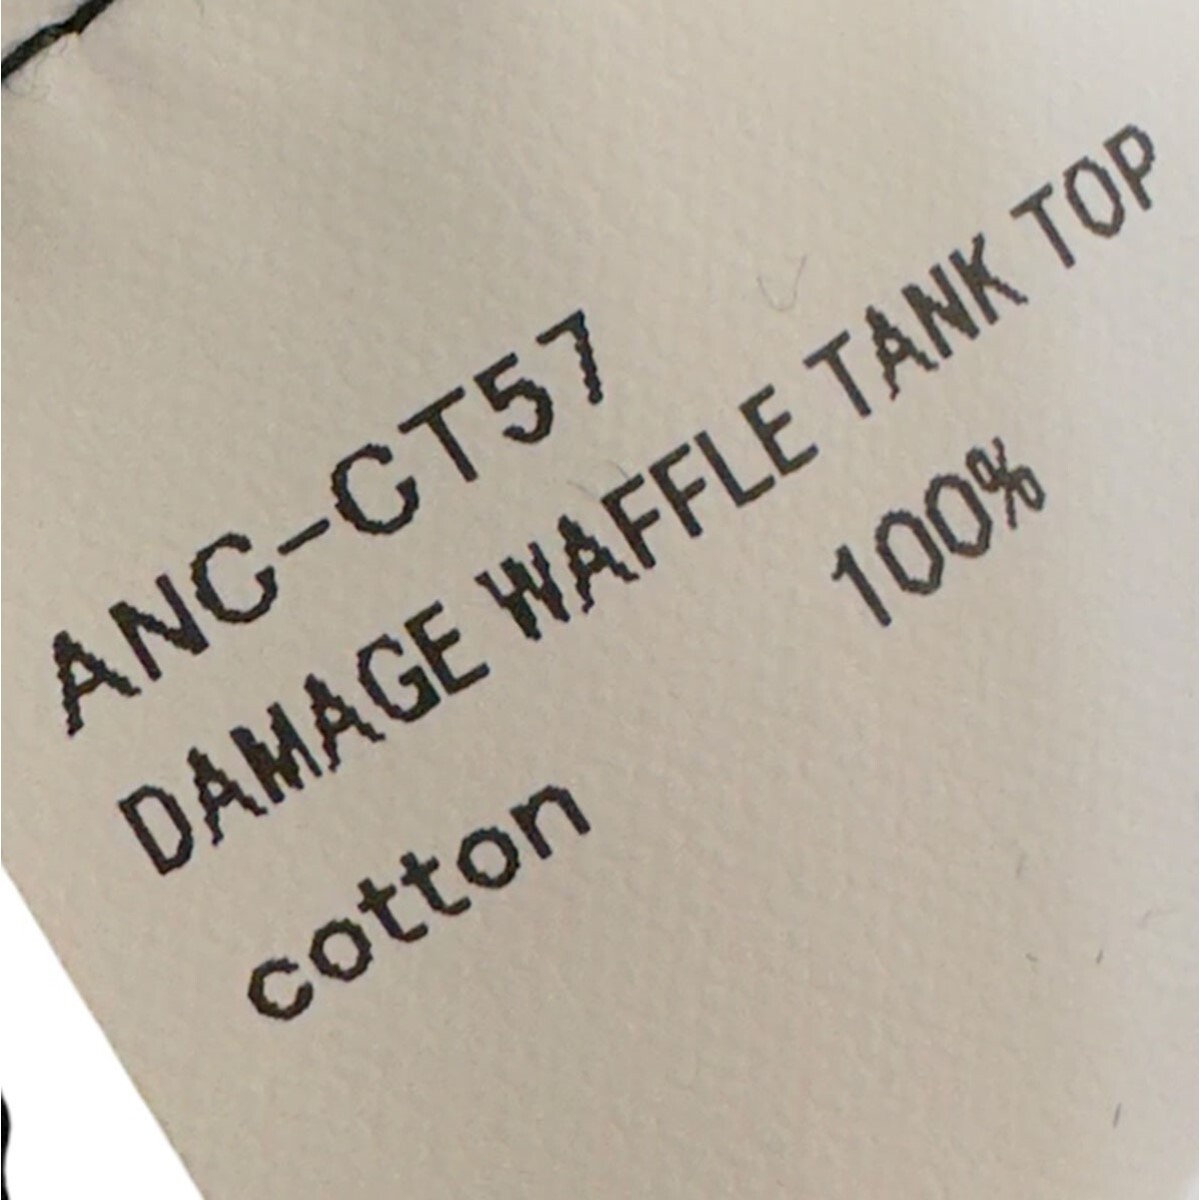 ANC-CT57
DAMAGE WAFFLE TANK TOP
cotton 100%